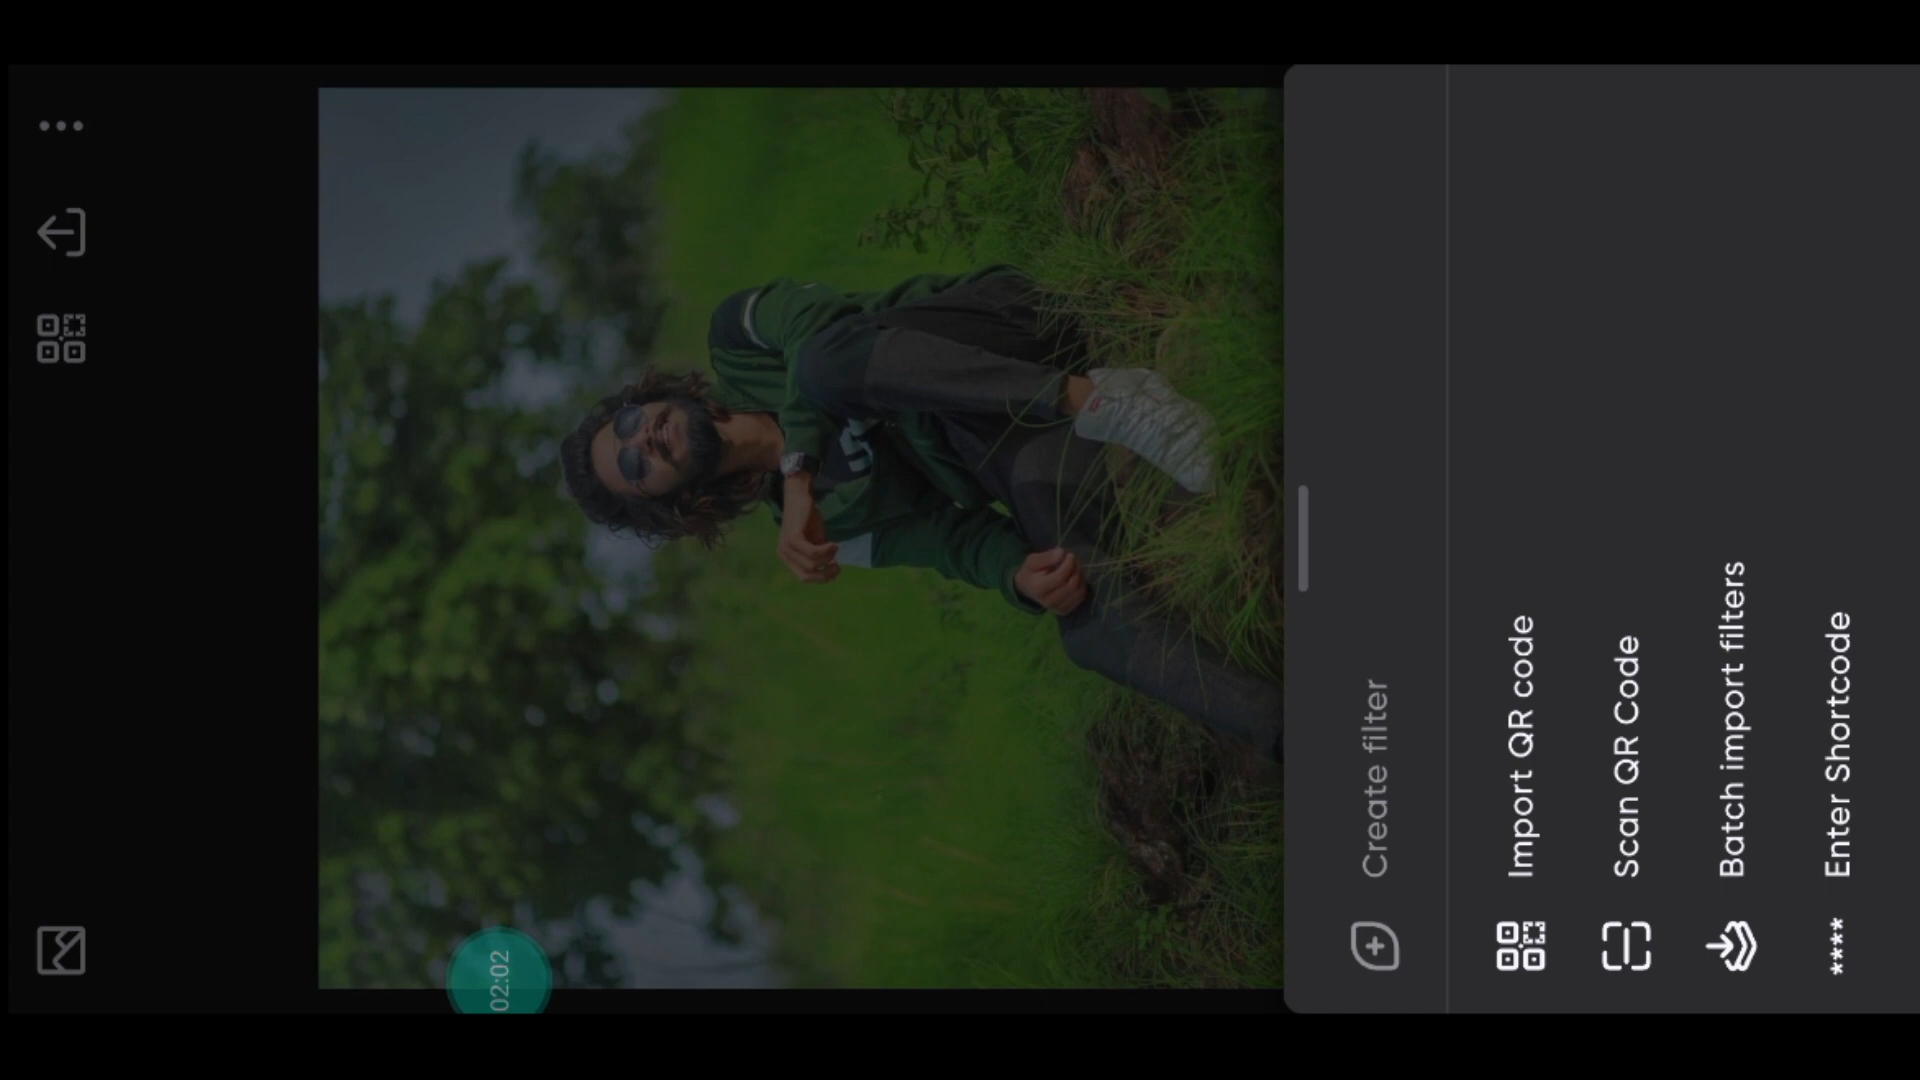 Create filter
Import QR code
Scan QR Code
Batch import filters
**** Enter Shortcode
02:02